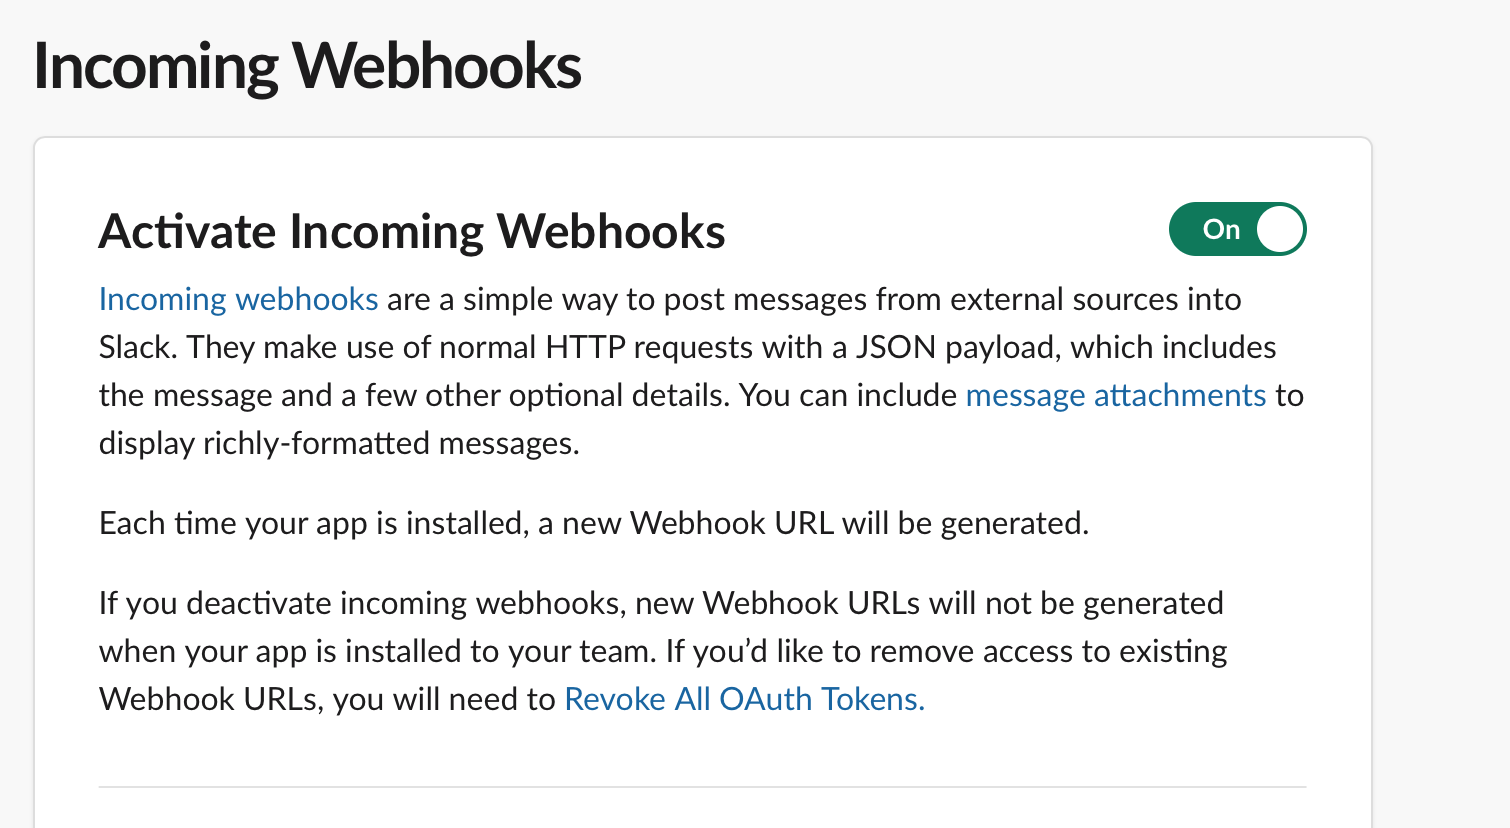 Incoming Webhooks
Activate Incoming Webhooks
On
Incoming webhooks are a simple way to post messages from external sources into
Slack. They make use of normal HTTP requests with a JSON payload, which includes
the message and a few other optional details. You can include message attachments to
display richly-formatted messages.
Each time your app is installed, a new Webhook URL will be generated.
If you deactivate incoming webhooks, new Webhook URLs will not be generated
when your app is installed to your team. If you’d like to remove access to existing
Webhook URLs, you will need to Revoke All OAuth Tokens.